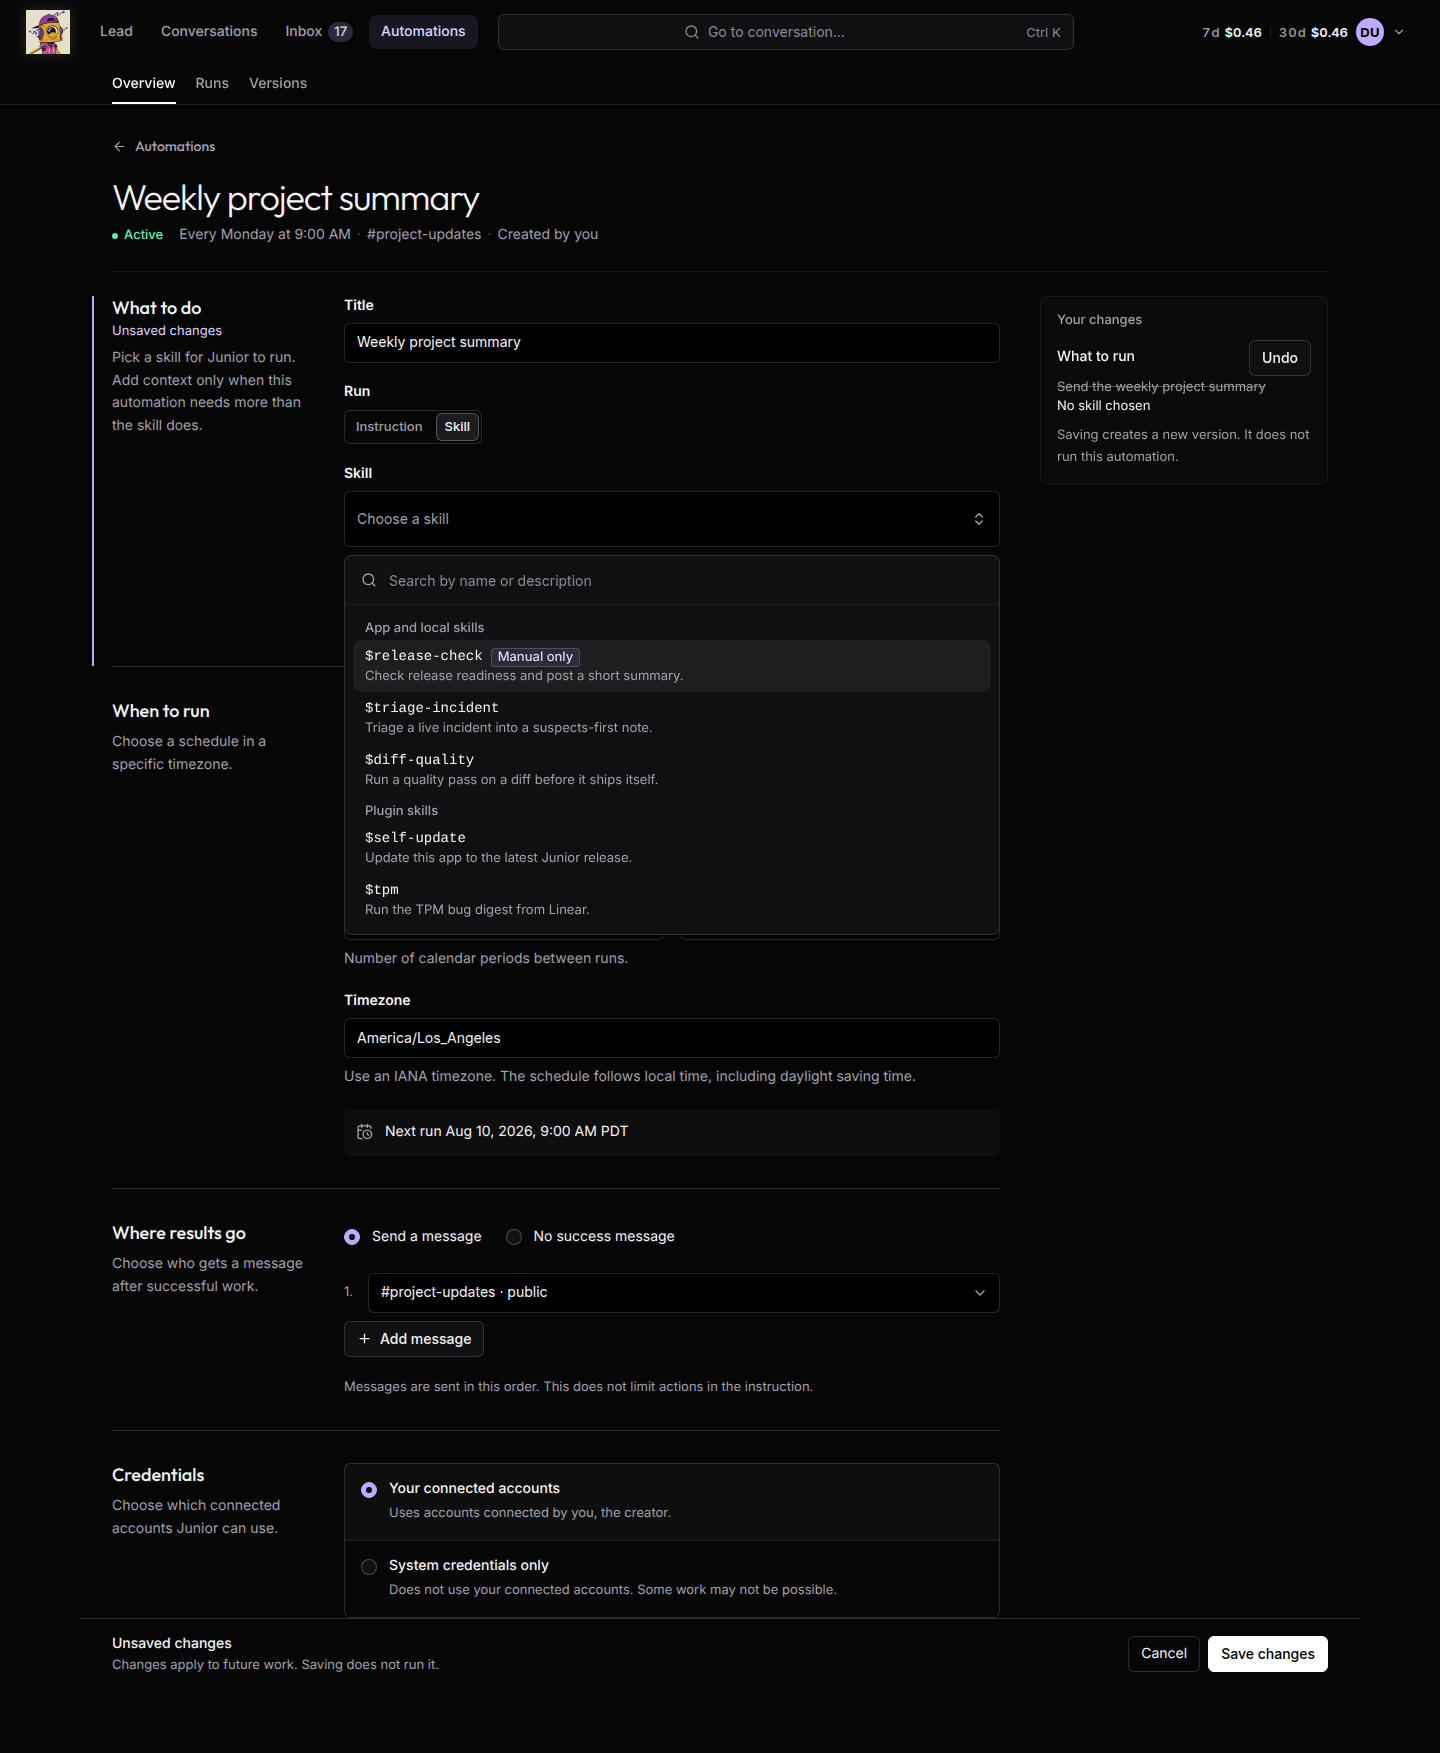 Lead
Conversations
Inbox 17
Automations
Go to conversation...
Ctrl K
7d $0.46
30d $0.46
DU
Overview
Runs
Versions
Automations
Weekly project summary
Active
Every Monday at 9:00 AM · #project-updates · Created by you
What to do
Unsaved changes
Pick a skill for Junior to run.
Add context only when this
automation needs more than
the skill does.
Title
Weekly project summary
Run
Instruction
Skill
Skill
Choose a skill
Search by name or description
App and local skills
$release-check Manual only
Check release readiness and post a short summary.
$triage-incident
Triage a live incident into a suspects-first note.
$diff-quality
Run a quality pass on a diff before it ships itself.
Plugin skills
$self-update
Update this app to the latest Junior release.
$tpm
Run the TPM bug digest from Linear.
Your changes
What to run
Undo
Send the weekly project summary
No skill chosen
Saving creates a new version. It does not
run this automation.
When to run
Choose a schedule in a
specific timezone.
Number of calendar periods between runs.
Timezone
America/Los_Angeles
Use an IANA timezone. The schedule follows local time, including daylight saving time.
Next run Aug 10, 2026, 9:00 AM PDT
Where results go
Choose who gets a message
after successful work.
Send a message
No success message
1.
#project-updates · public
Add message
Messages are sent in this order. This does not limit actions in the instruction.
Credentials
Choose which connected
accounts Junior can use.
Your connected accounts
Uses accounts connected by you, the creator.
System credentials only
Does not use your connected accounts. Some work may not be possible.
Unsaved changes
Changes apply to future work. Saving does not run it.
Cancel
Save changes